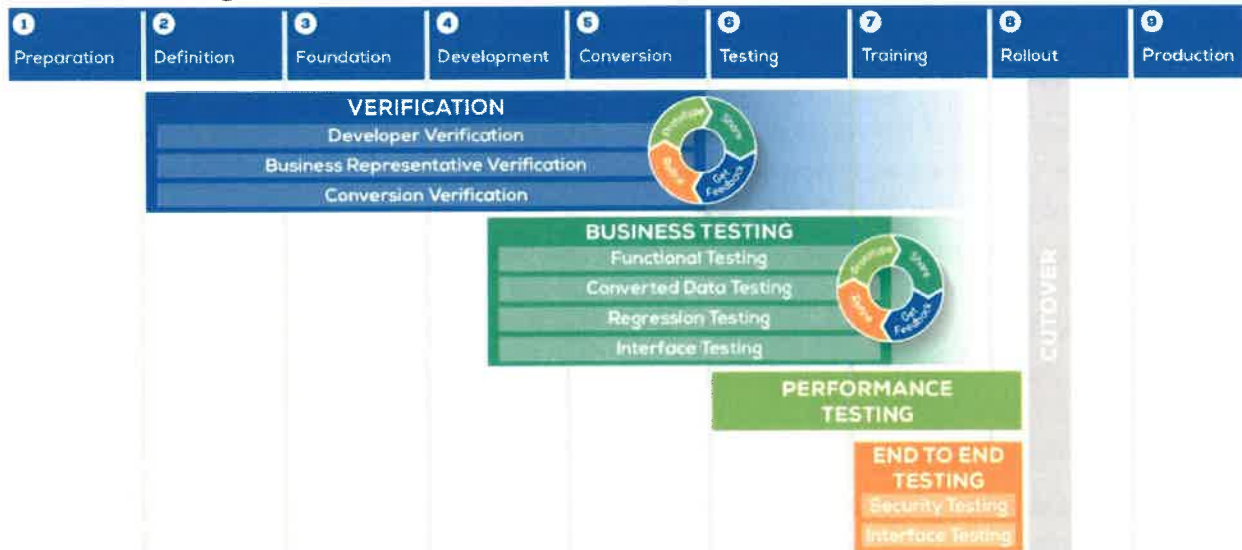 1
Preparation
2
Definition
3
Foundation
4
Development
5
Conversion
6
Testing
7
Training
8
Rollout
9
Production
VERIFICATION
Developer Verification
Business Representative Verification
Conversion Verification
Prototype
Share
Get
Feedback
Refine
BUSINESS TESTING
Functional Testing
Converted Data Testing
Regression Testing
Interface Testing
Prototype
Share
Get
Feedback
Refine
PERFORMANCE
TESTING
END TO END
TESTING
Security Testing
Interface Testing
CUTOVER